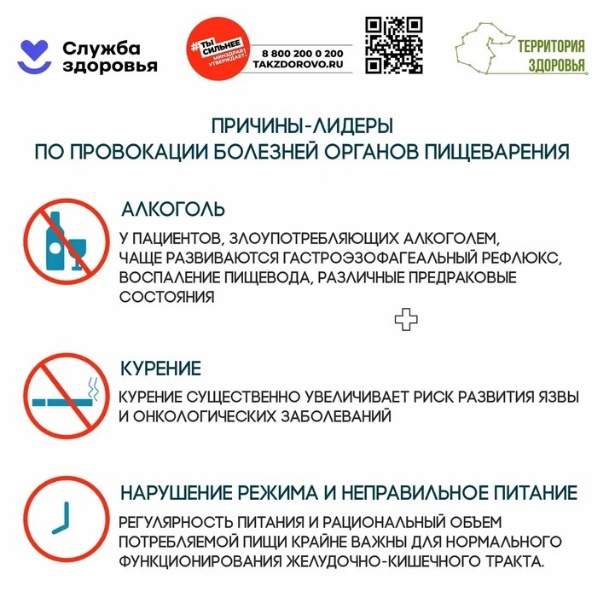 Служба
здоровья
#ТЫ
СИЛЬНЕЕ
МИНЗДРАВ
УТВЕРЖДАЕТ!
8 800 200 0 200
TAKZDOROVO.RU
ТЕРРИТОРИЯ
ЗДОРОВЬЯ
ПРИЧИНЫ-ЛИДЕРЫ
ПО ПРОВОКАЦИИ БОЛЕЗНЕЙ ОРГАНОВ ПИЩЕВАРЕНИЯ
АЛКОГОЛЬ
У ПАЦИЕНТОВ, ЗЛОУПОТРЕБЛЯЮЩИХ АЛКОГОЛЕМ,
ЧАЩЕ РАЗВИВАЮТСЯ ГАСТРОЭЗОФАГЕАЛЬНЫЙ РЕФЛЮКС,
ВОСПАЛЕНИЕ ПИЩЕВОДА, РАЗЛИЧНЫЕ ПРЕДРАКОВЫЕ
СОСТОЯНИЯ
КУРЕНИЕ
КУРЕНИЕ СУЩЕСТВЕННО УВЕЛИЧИВАЕТ РИСК РАЗВИТИЯ ЯЗВЫ
И ОНКОЛОГИЧЕСКИХ ЗАБОЛЕВАНИЙ
НАРУШЕНИЕ РЕЖИМА И НЕПРАВИЛЬНОЕ ПИТАНИЕ
РЕГУЛЯРНОСТЬ ПИТАНИЯ И РАЦИОНАЛЬНЫЙ ОБЪЕМ
ПОТРЕБЛЯЕМОЙ ПИЩИ КРАЙНЕ ВАЖНЫ ДЛЯ НОРМАЛЬНОГО
ФУНКЦИОНИРОВАНИЯ ЖЕЛУДОЧНО-КИШЕЧНОГО ТРАКТА.